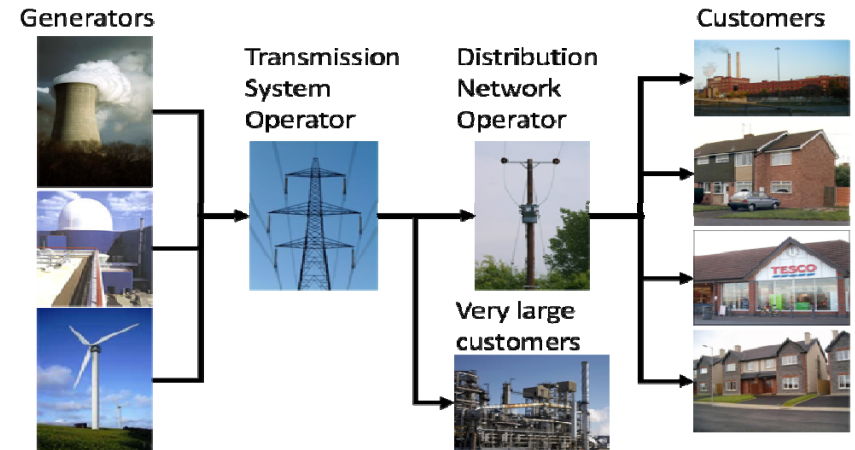 Generators
Transmission
System
Operator
Distribution
Network
Operator
Very large
customers
Customers
TESCO